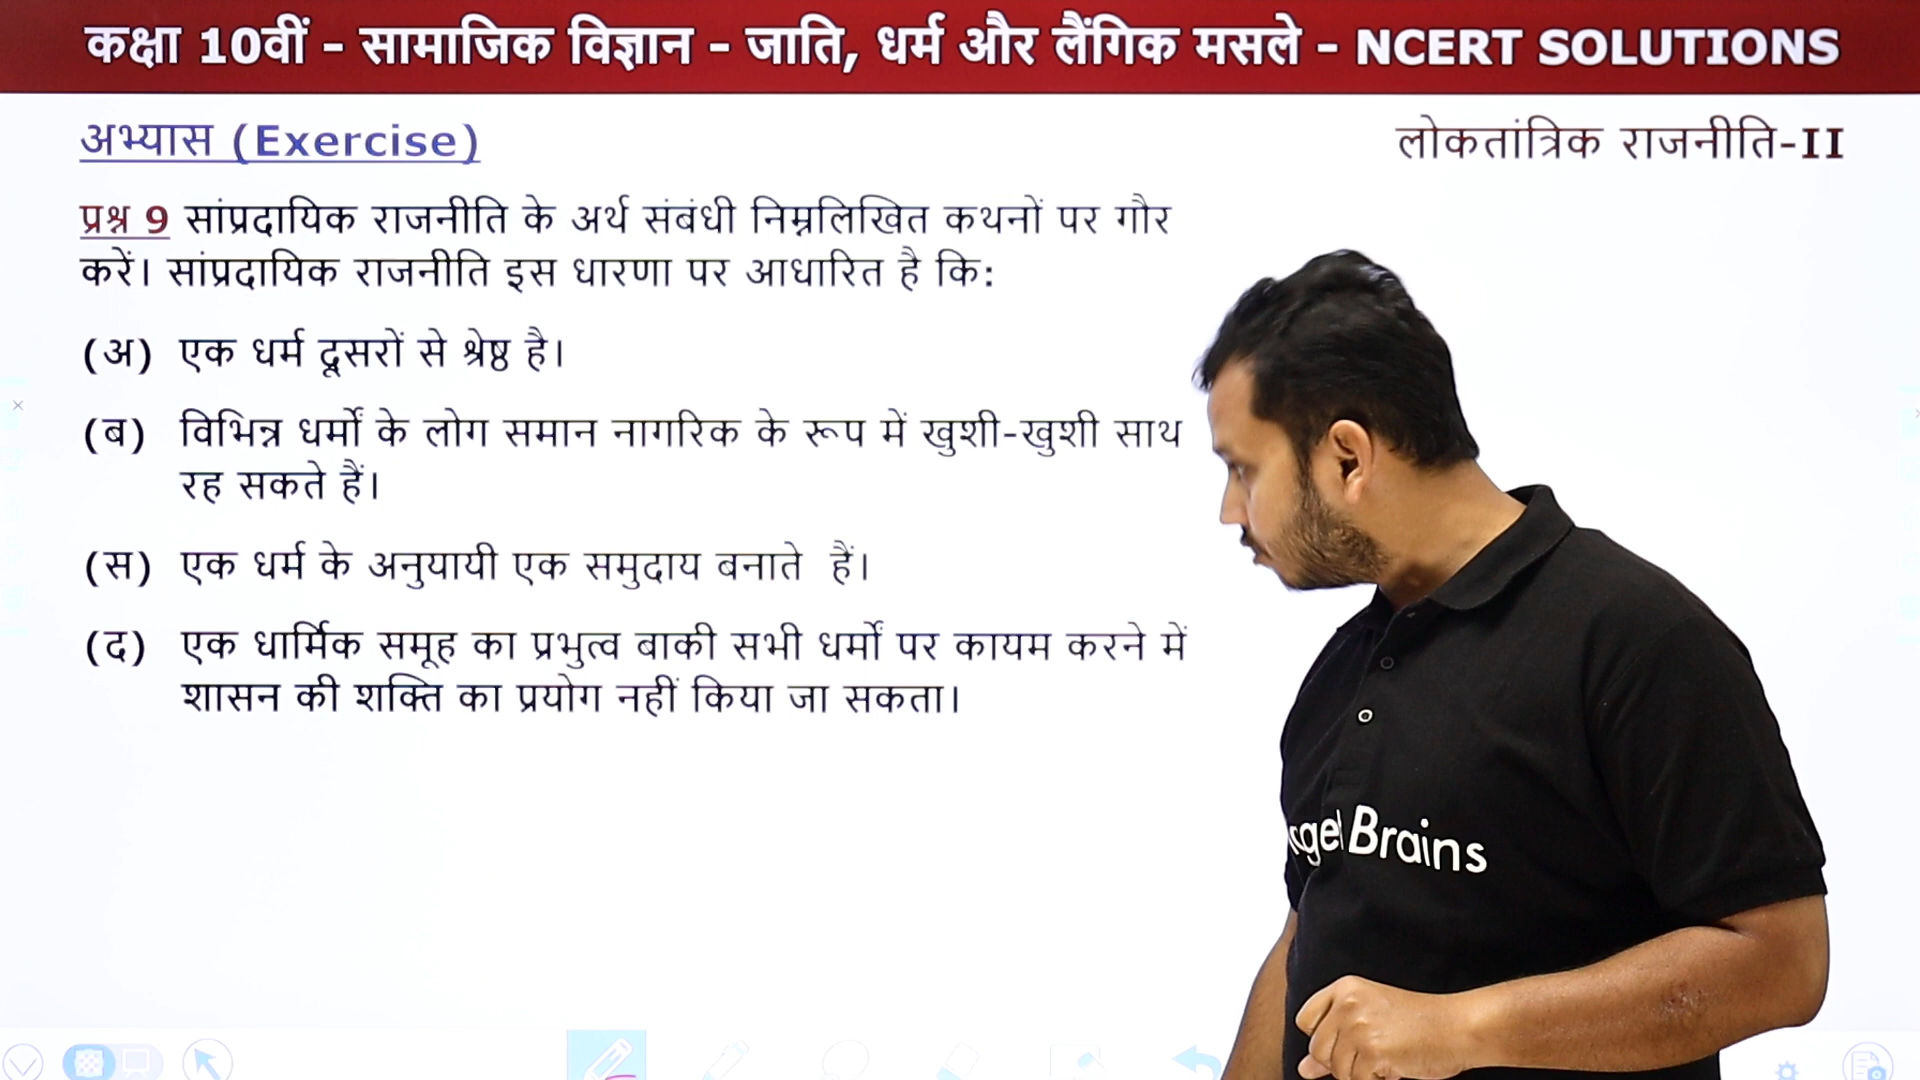 कक्षा 10वीं - सामाजिक विज्ञान - जाति, धर्म और लैंगिक मसले - NCERT SOLUTIONS
अभ्यास (Exercise)
लोकतांत्रिक राजनीति-II
प्रश्न 9 सांप्रदायिक राजनीति के अर्थ संबंधी निम्नलिखित कथनों पर गौर
करें। सांप्रदायिक राजनीति इस धारणा पर आधारित है कि:
(अ) एक धर्म दूसरों से श्रेष्ठ है।
(ब) विभिन्न धर्मों के लोग समान नागरिक के रूप में खुशी-खुशी साथ
रह सकते हैं।
(स) एक धर्म के अनुयायी एक समुदाय बनाते हैं।
(द) एक धार्मिक समूह का प्रभुत्व बाकी सभी धर्मों पर कायम करने में
शासन की शक्ति का प्रयोग नहीं किया जा सकता।
Brains